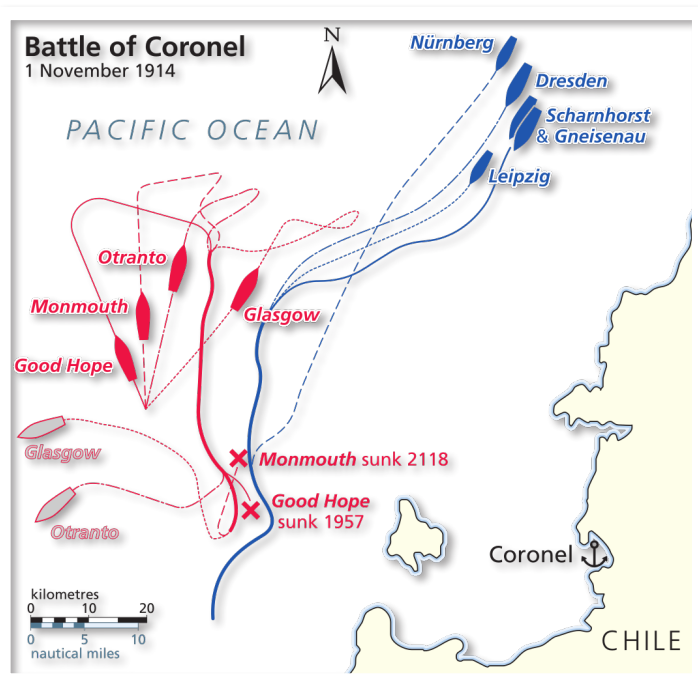 Battle of Coronel
1 November 1914
N
Nürnberg
Dresden
Scharnhorst
& Gneisenau
Leipzig
PACIFIC OCEAN
Otranto
Monmouth
Glasgow
Good Hope
Glasgow
Otranto
Monmouth sunk 2118
Good Hope
sunk 1957
Coronel
CHILE
kilometres
0 10 20
0 5 10
nautical miles